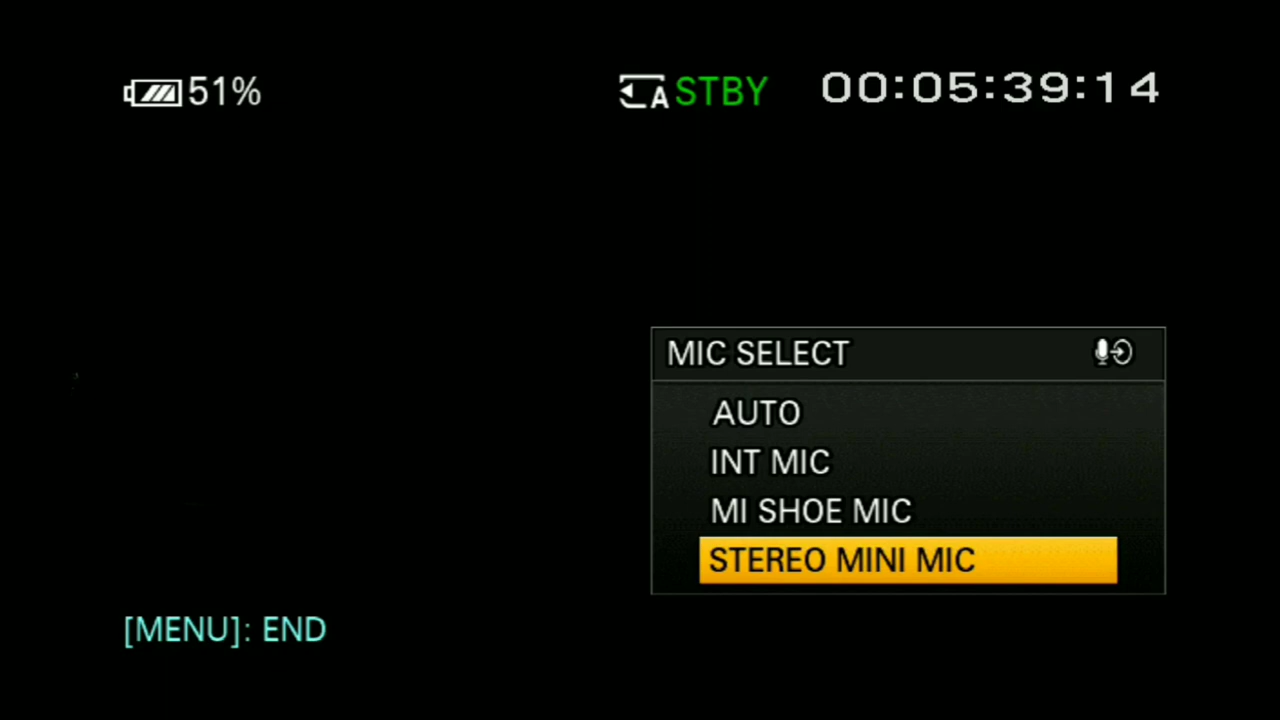 51%
A STBY 00:05:39:14
MIC SELECT
AUTO
INT MIC
MI SHOE MIC
STEREO MINI MIC
[MENU]: END